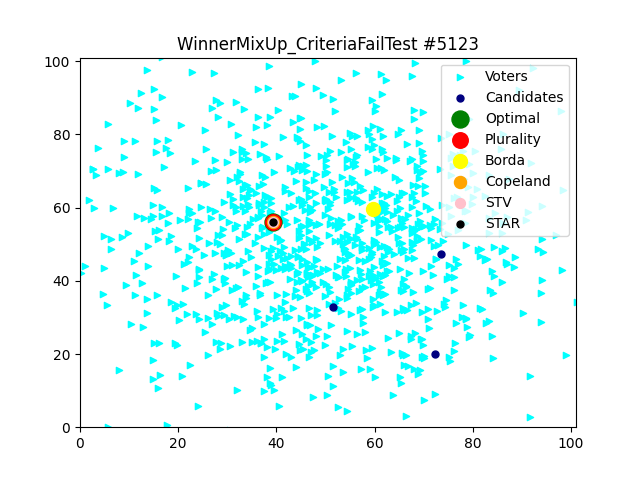 WinnerMixUp_CriteriaFailTest #5123
100
80
60
40
20
0
0
20
40
60
80
100
Voters
Candidates
Optimal
Plurality
Borda
Copeland
STV
STAR